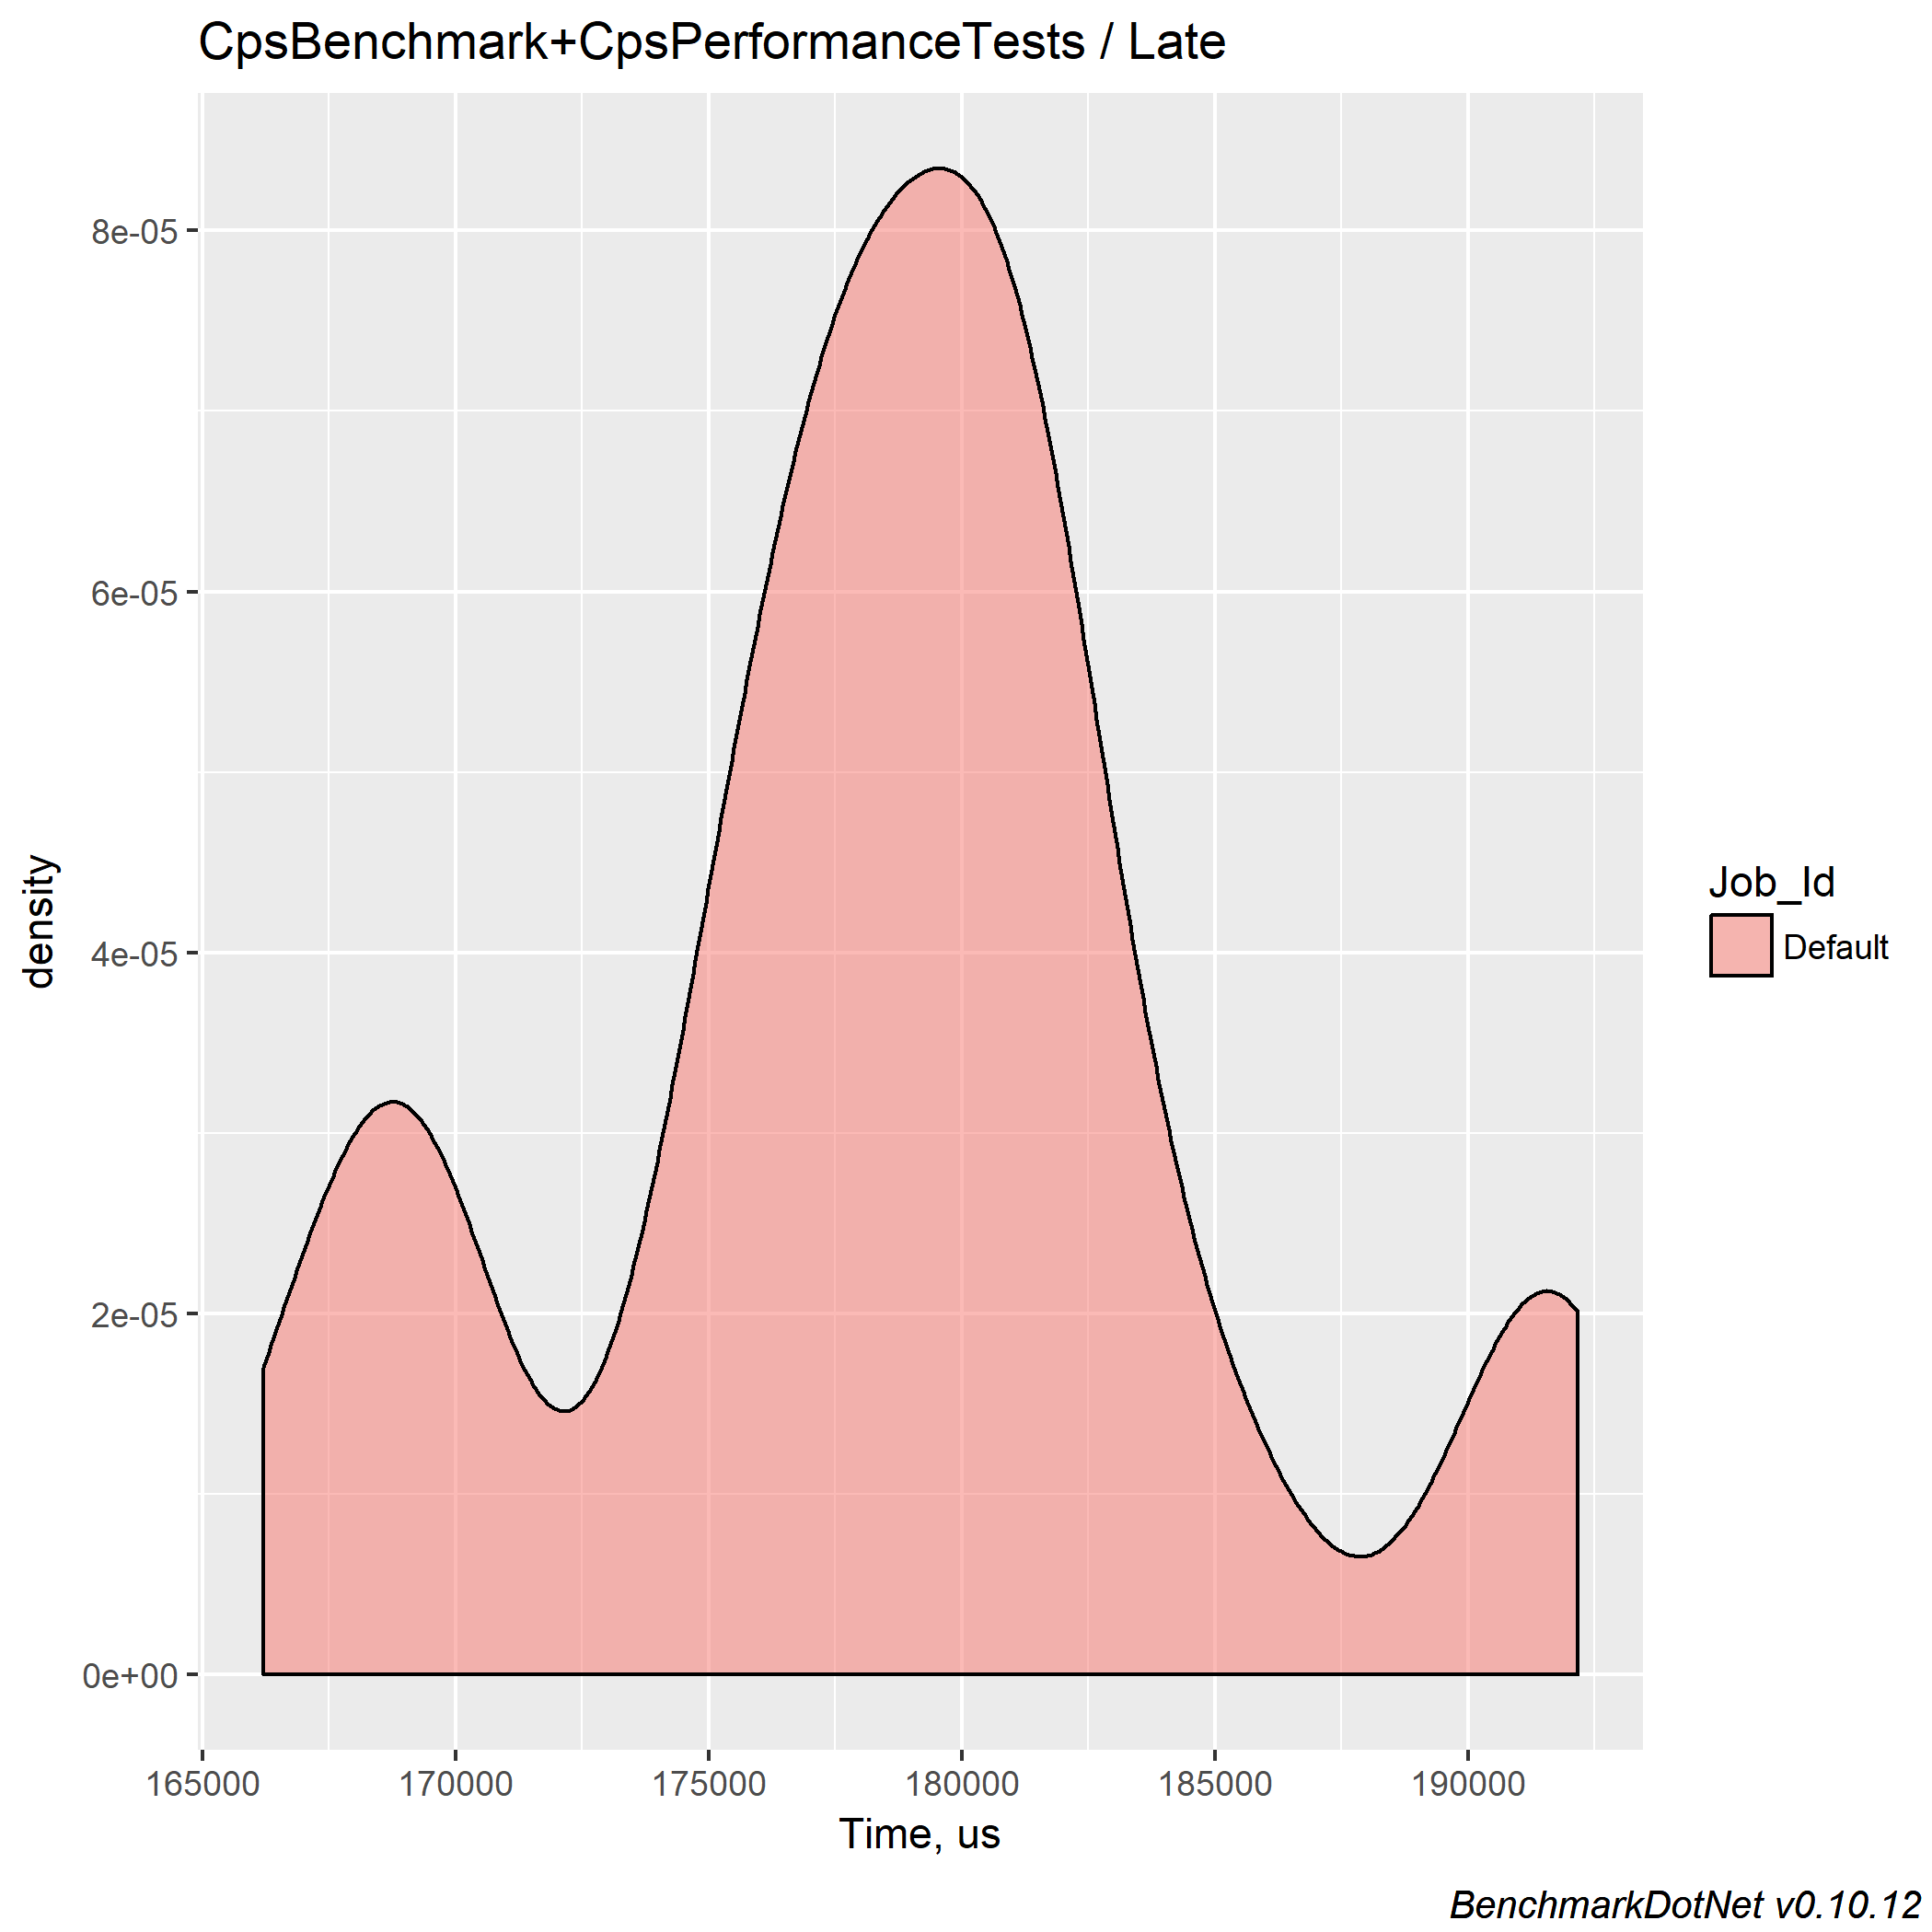 CpsBenchmark+CpsPerformanceTests / Late
8e-05
6e-05
4e-05
2e-05
0e+00
density
165000 170000 175000 180000 185000 190000
Time, us
Job_Id
Default
BenchmarkDotNet v0.10.12